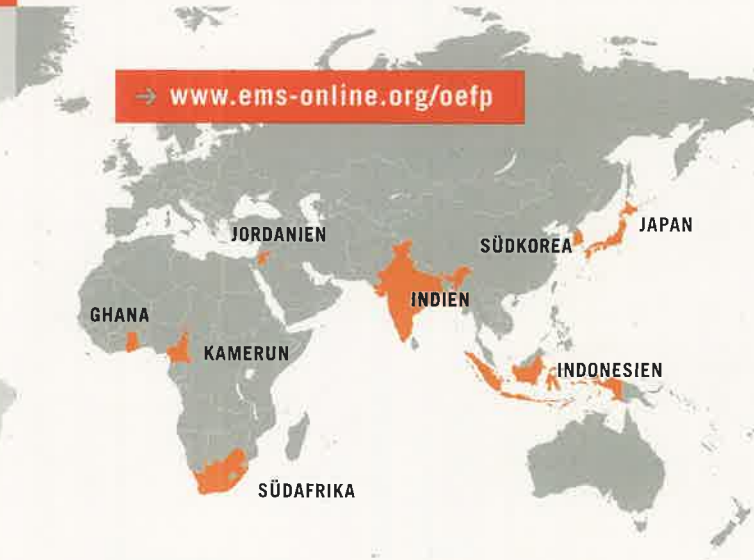 → www.ems-online.org/oefp
JORDANIEN
SÜDKOREA
JAPAN
GHANA
INDIEN
KAMERUN
INDONESIEN
SÜDAFRIKA